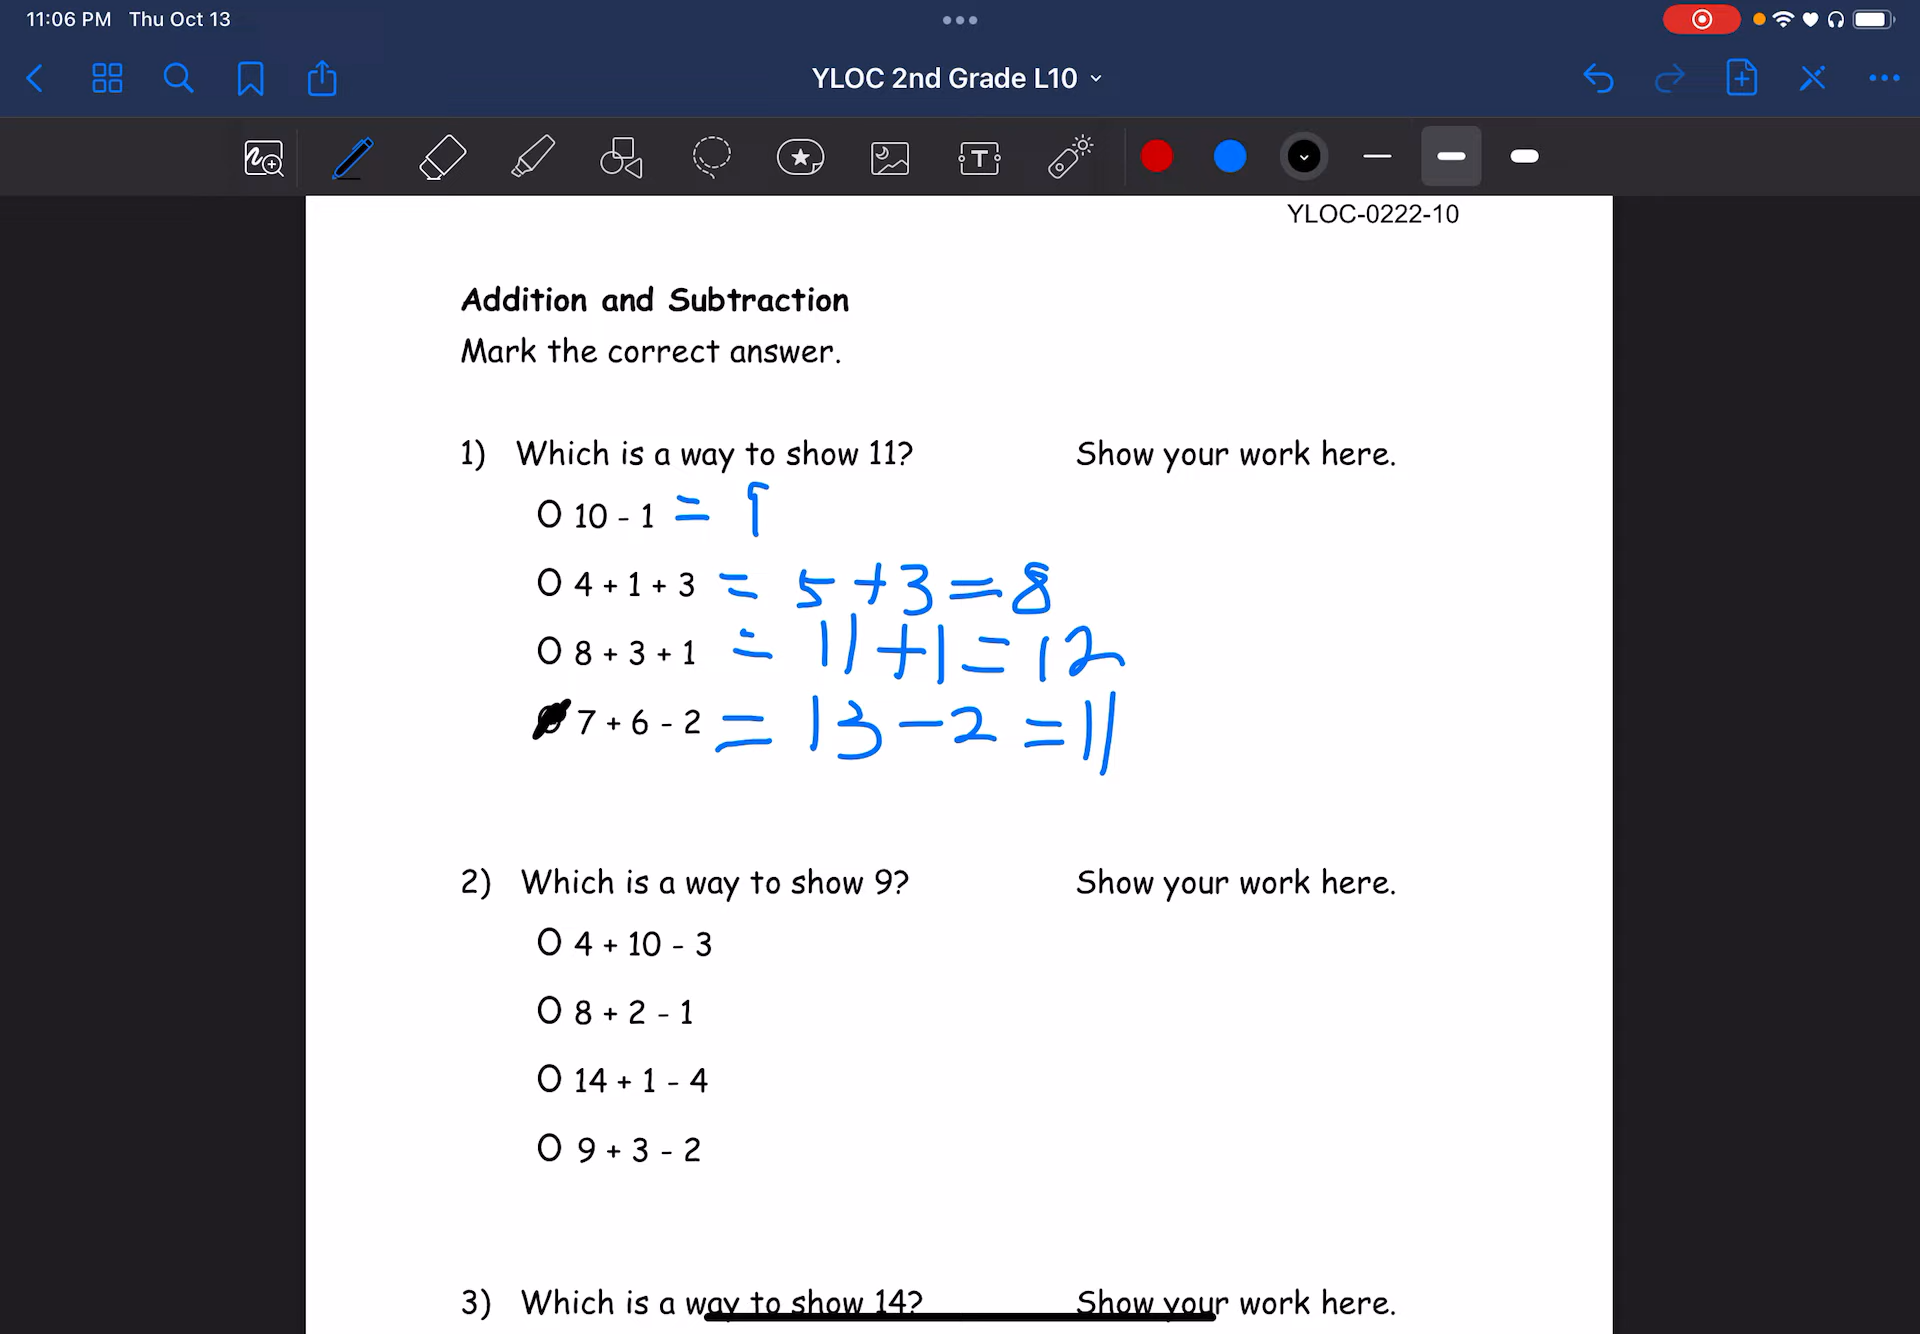 11:06 PM Thu Oct 13
YLOC 2nd Grade L10
YLOC-0222-10
Addition and Subtraction
Mark the correct answer.
1) Which is a way to show 11? Show your work here.
O 10 - 1 = 9
O 4 + 1 + 3 = 5 + 3 = 8
O 8 + 3 + 1 = 11 + 1 = 12
O 7 + 6 - 2 = 13 - 2 = 11
2) Which is a way to show 9? Show your work here.
O 4 + 10 - 3
O 8 + 2 - 1
O 14 + 1 - 4
O 9 + 3 - 2
3) Which is a way to show 14? Show your work here.